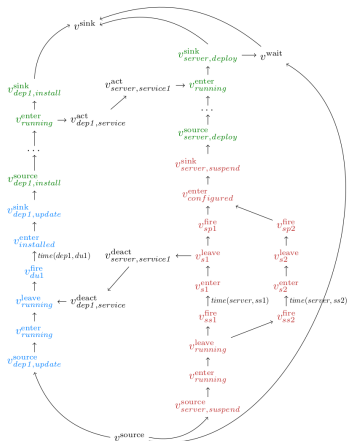 v^sink
v^sink_server,deploy → v^wait
v^sink_dep1,install
v^act_server,service1 → v^enter_running
v^enter_running → v^act_dep1,service
...
v^source_server,deploy
...
v^sink_server,suspend
v^source_dep1,install
v^enter_configured
v^sink_dep1,update
v^fire_sp1 v^fire_sp2
v^enter_installed
time(dep1,du1)
v^deact_server,service1 ← v^leave_s1 v^leave_s2
v^fire_du1
v^enter_s1 v^enter_s2
v^leave_running ← v^deact_dep1,service
time(server,ss1) time(server,ss2)
v^fire_ss1 v^fire_ss2
v^enter_running
v^leave_running
v^source_dep1,update
v^enter_running
v^source_server,suspend
v^source